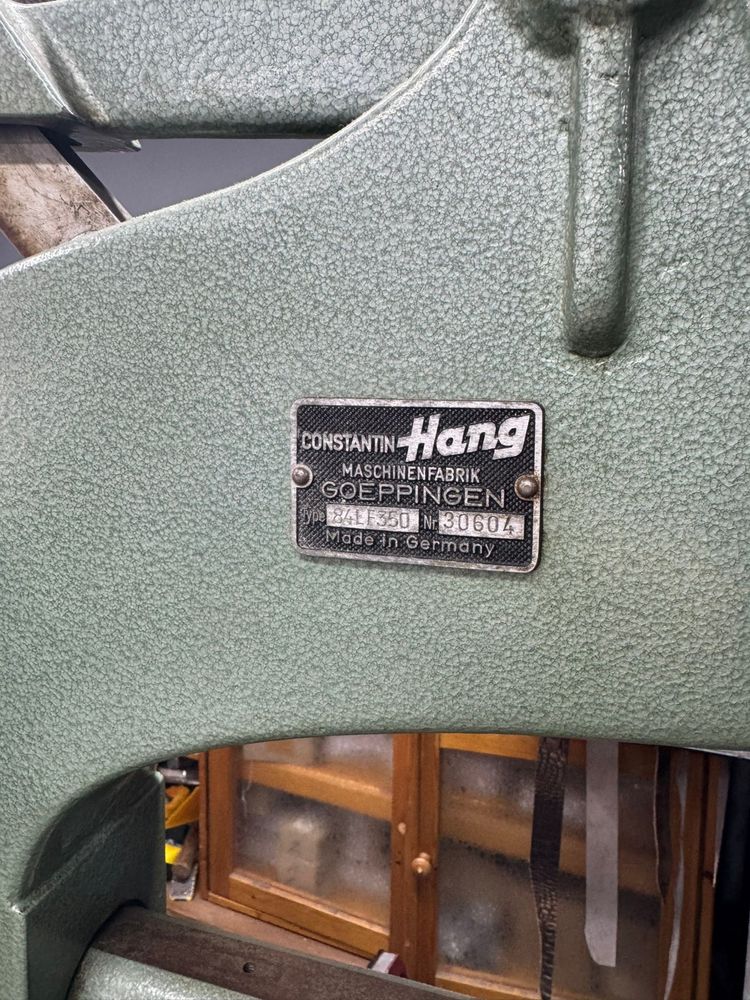 CONSTANTIN Hang
MASCHINENFABRIK
GOEPPINGEN
Type 84LF350 Nr. 30604
Made in Germany